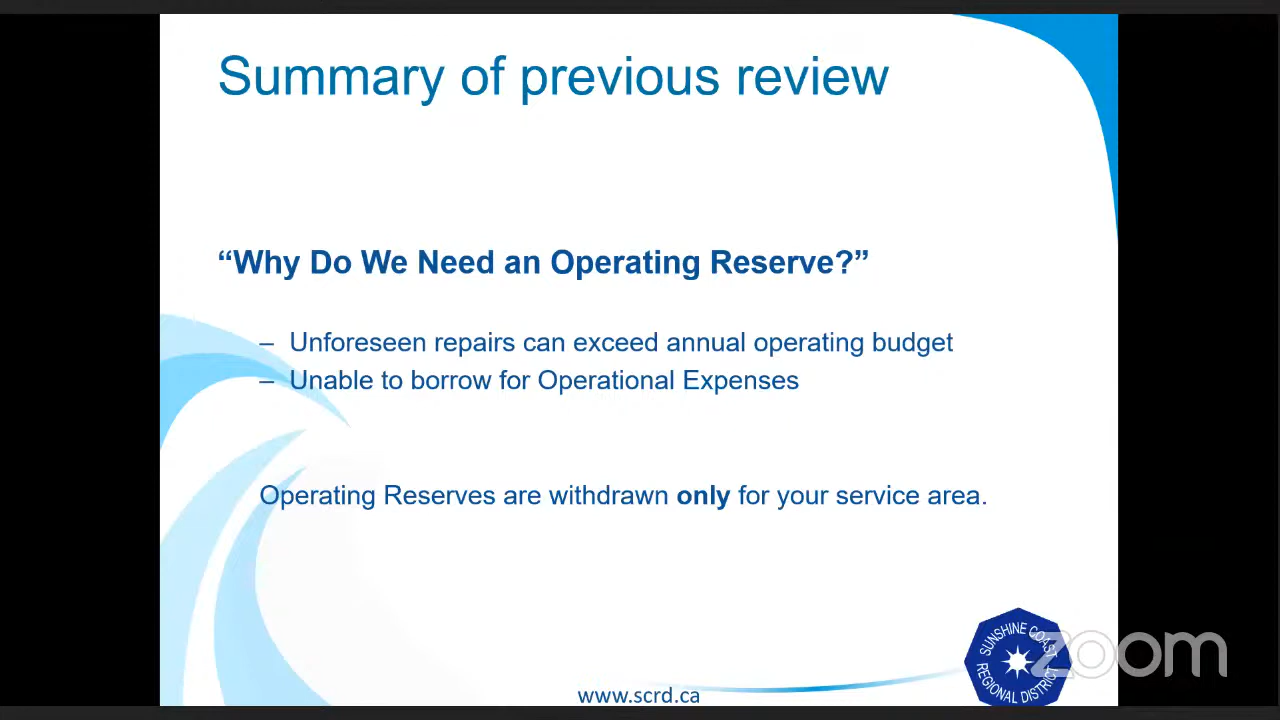 Summary of previous review
“Why Do We Need an Operating Reserve?”
– Unforeseen repairs can exceed annual operating budget
– Unable to borrow for Operational Expenses
Operating Reserves are withdrawn only for your service area.
SUNSHINE COAST
REGIONAL DISTRICT
zoom
www.scrd.ca